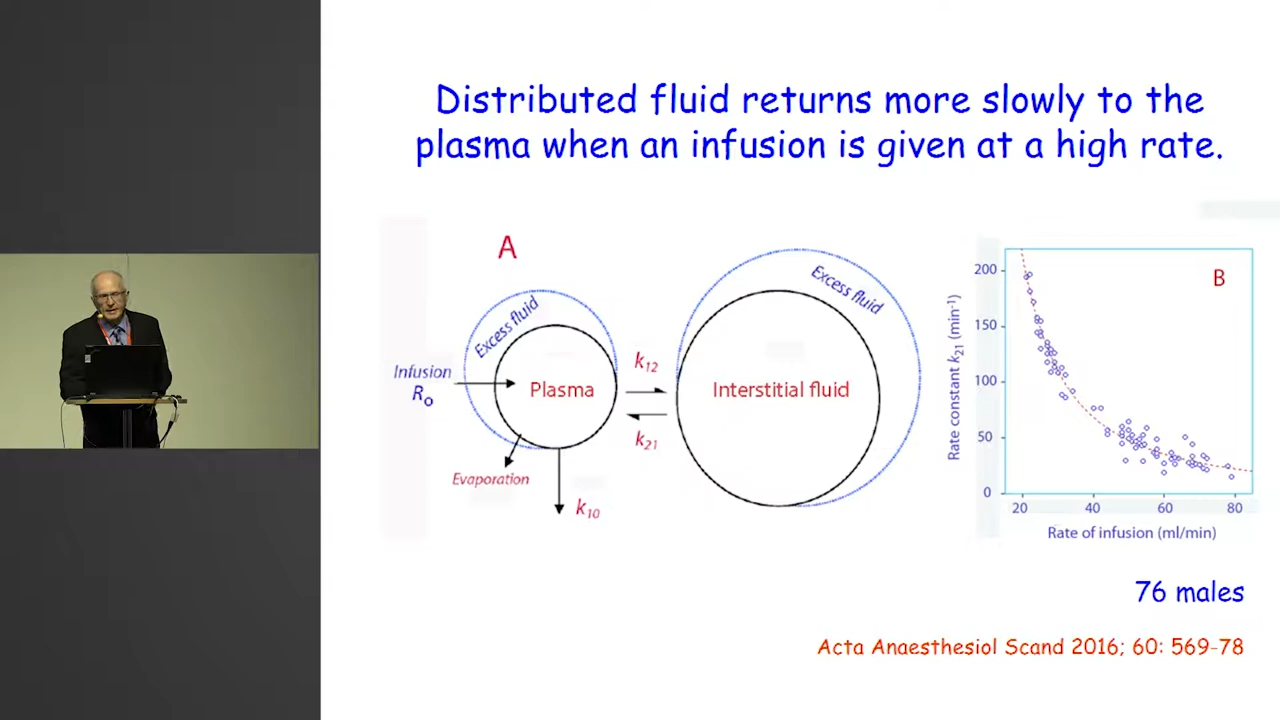 Distributed fluid returns more slowly to the
plasma when an infusion is given at a high rate.
A
Excess fluid
Infusion
R₀
Plasma
Evaporation
k₁₀
k₁₂
k₂₁
Excess fluid
Interstitial fluid
B
Rate constant k₂₁ (min⁻¹)
200
150
100
50
0
20 40 60 80
Rate of infusion (ml/min)
76 males
Acta Anaesthesiol Scand 2016; 60: 569-78